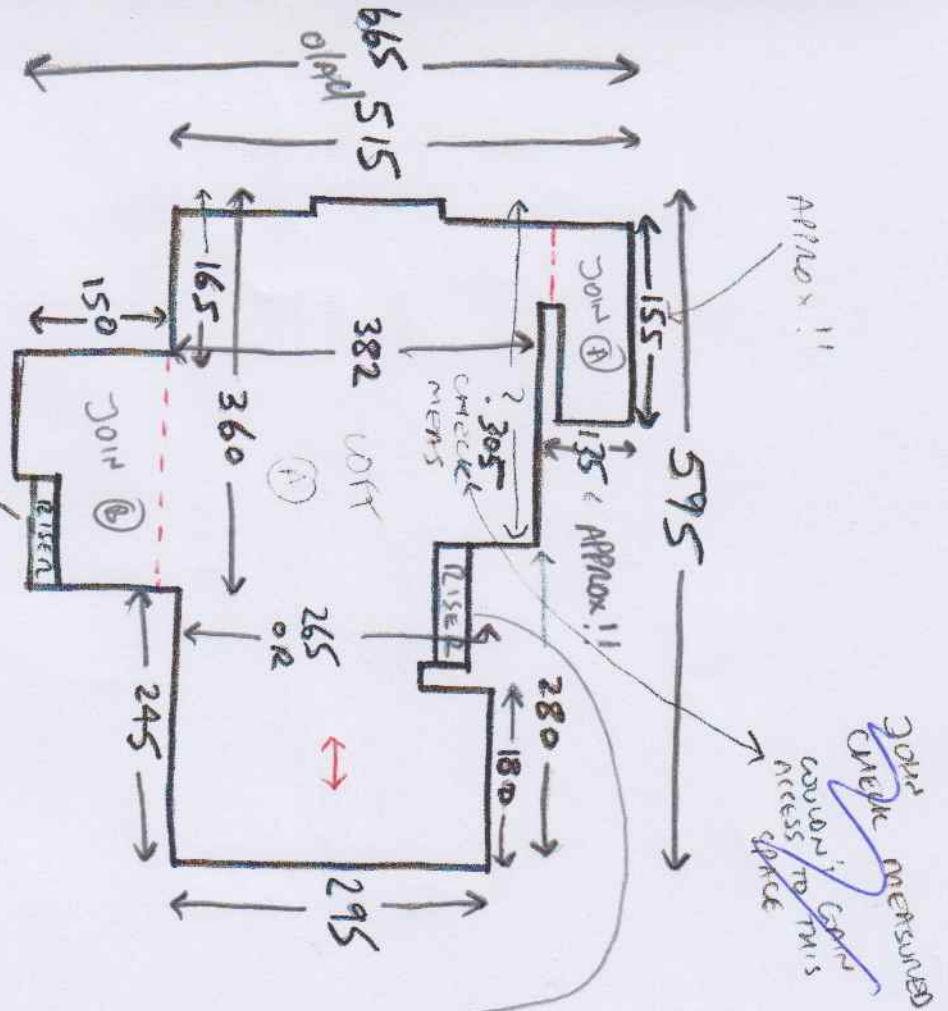 665
O/ALL
515
APPROX !!
155
595
JOIN (A)
135 < APPROX !!
? 305
CHECK
MEAS
382
165
360
150
LOFT
(A)
JOIN (B)
RISER
RISER
265
OR
280
180
245
295
JOHN
CHECK MEASURED
COULDN'T GAIN
ACCESS TO THIS
SPACE